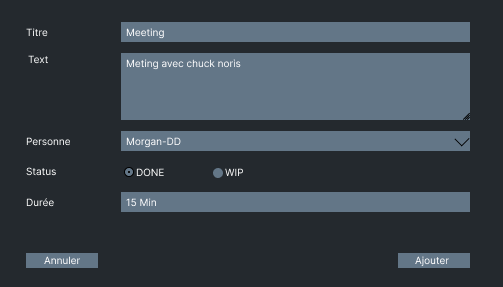 Titre Meeting
Text Meting avec chuck noris
Personne Morgan-DD
Status DONE WIP
Durée 15 Min
Annuler Ajouter